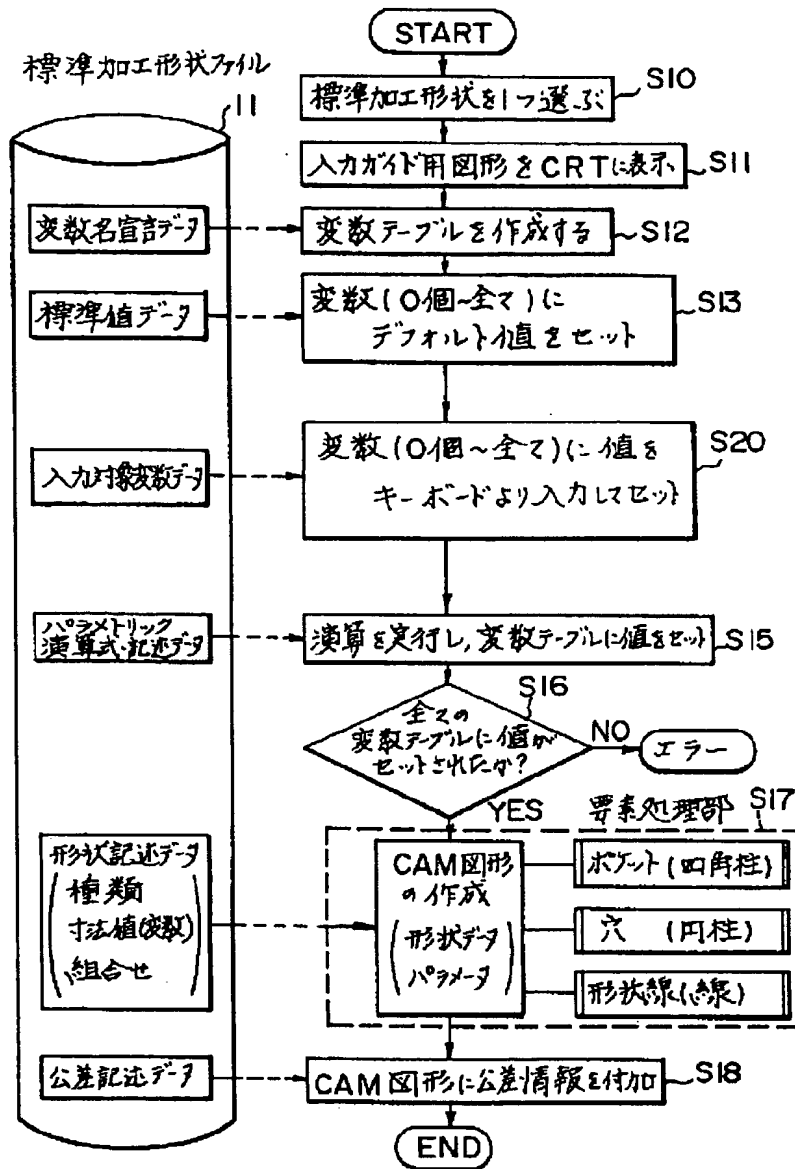 START
標準加工形状ファイル
11
標準加工形状を1つ選ぶ
S10
入力ガイド用図形をCRTに表示
S11
変数名宣言データ
変数テーブルを作成する
S12
標準値データ
変数(0個~全て)に
デフォルト値をセット
S13
入力対象変数データ
変数(0個~全て)に値を
キーボードより入力してセット
S20
パラメトリック
演算式・記述データ
演算を実行し,変数テーブルに値をセット
S15
S16
全ての
変数テーブルに値が
セットされたか?
NO
エラー
YES
要素処理部
S17
形状記述データ
種類
寸法値(変数)
組合せ
CAM図形
の作成
形状データ
パラメータ
ポケット(四角柱)
穴 (円柱)
形状線(線)
公差記述データ
CAM図形に公差情報を付加
S18
END